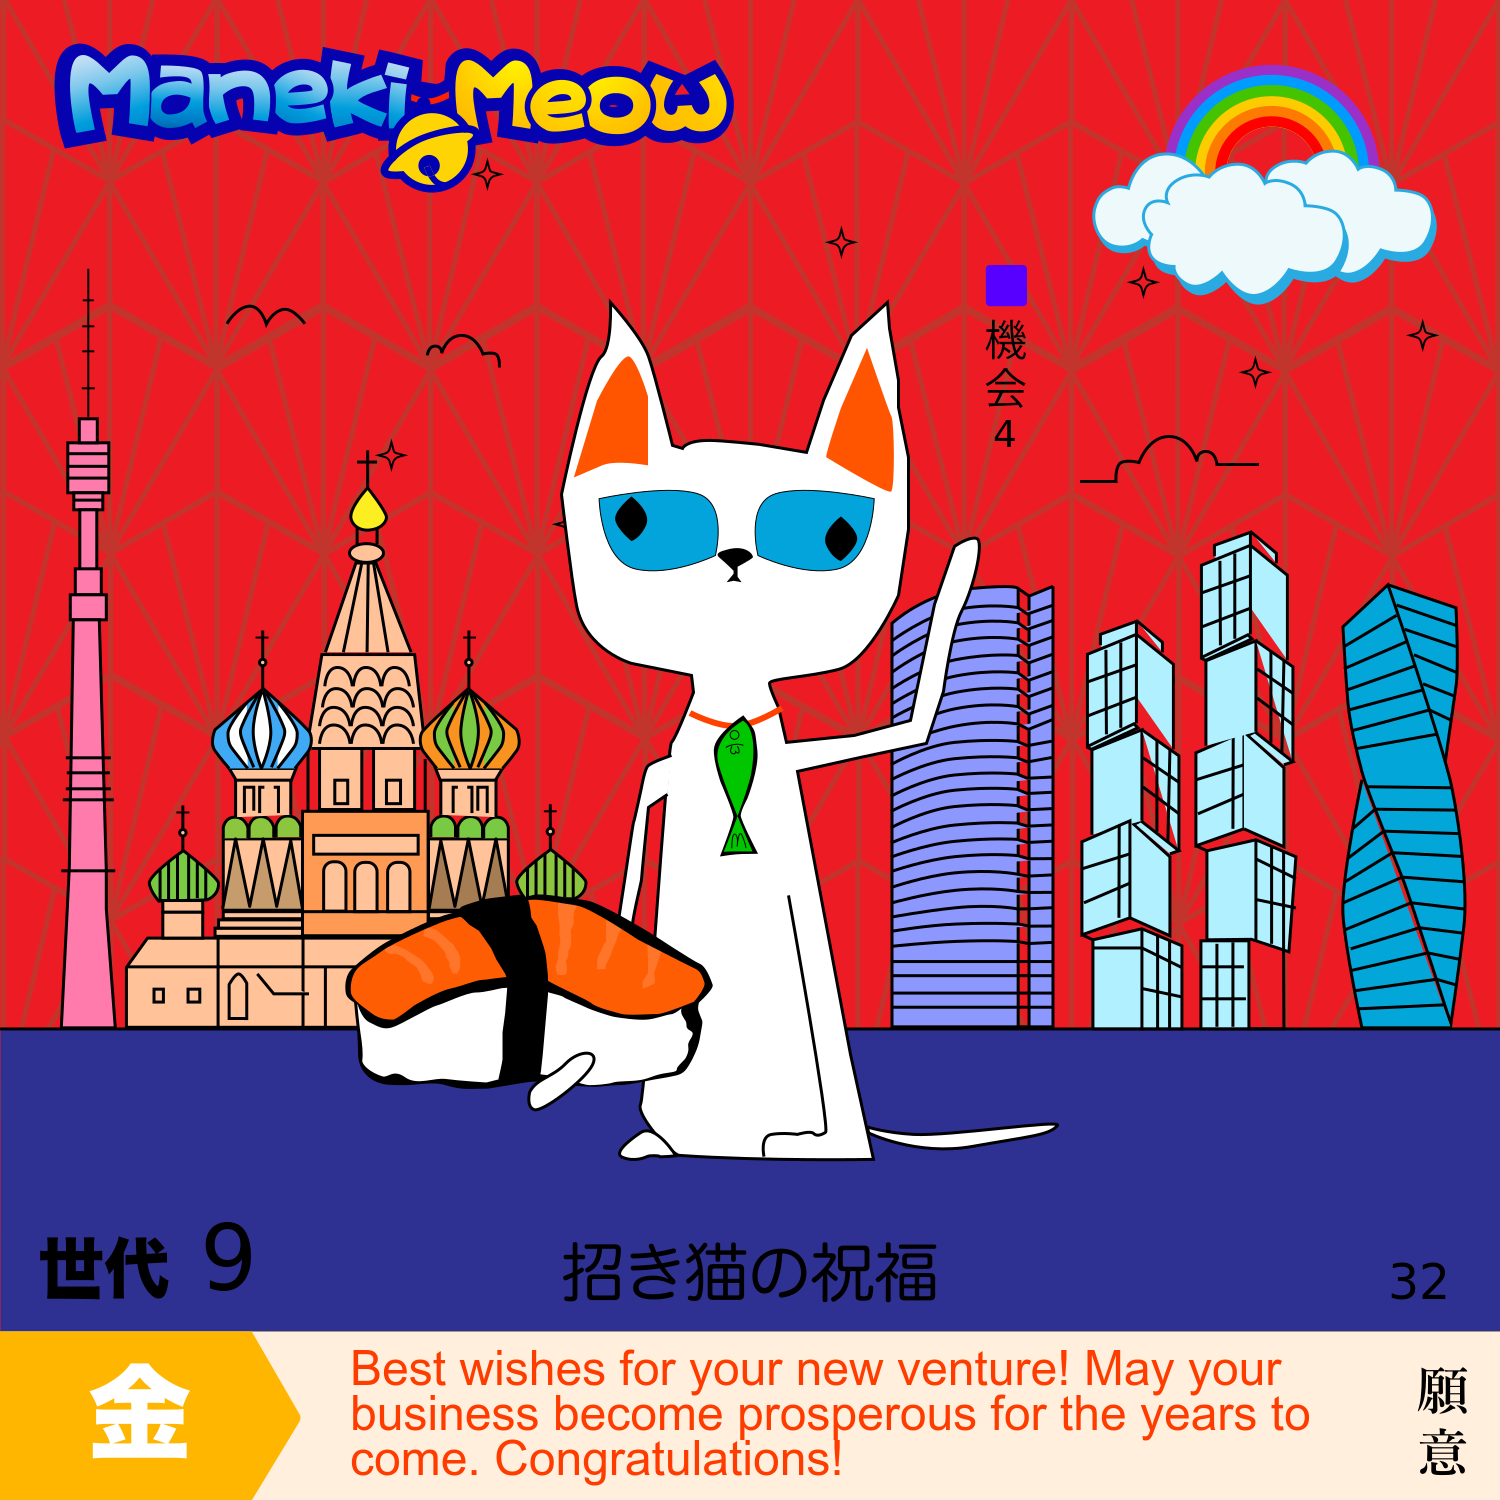 Maneki Meow
機会4
世代 9
招き猫の祝福
32
金
Best wishes for your new venture! May your
business become prosperous for the years to
come. Congratulations!
願意